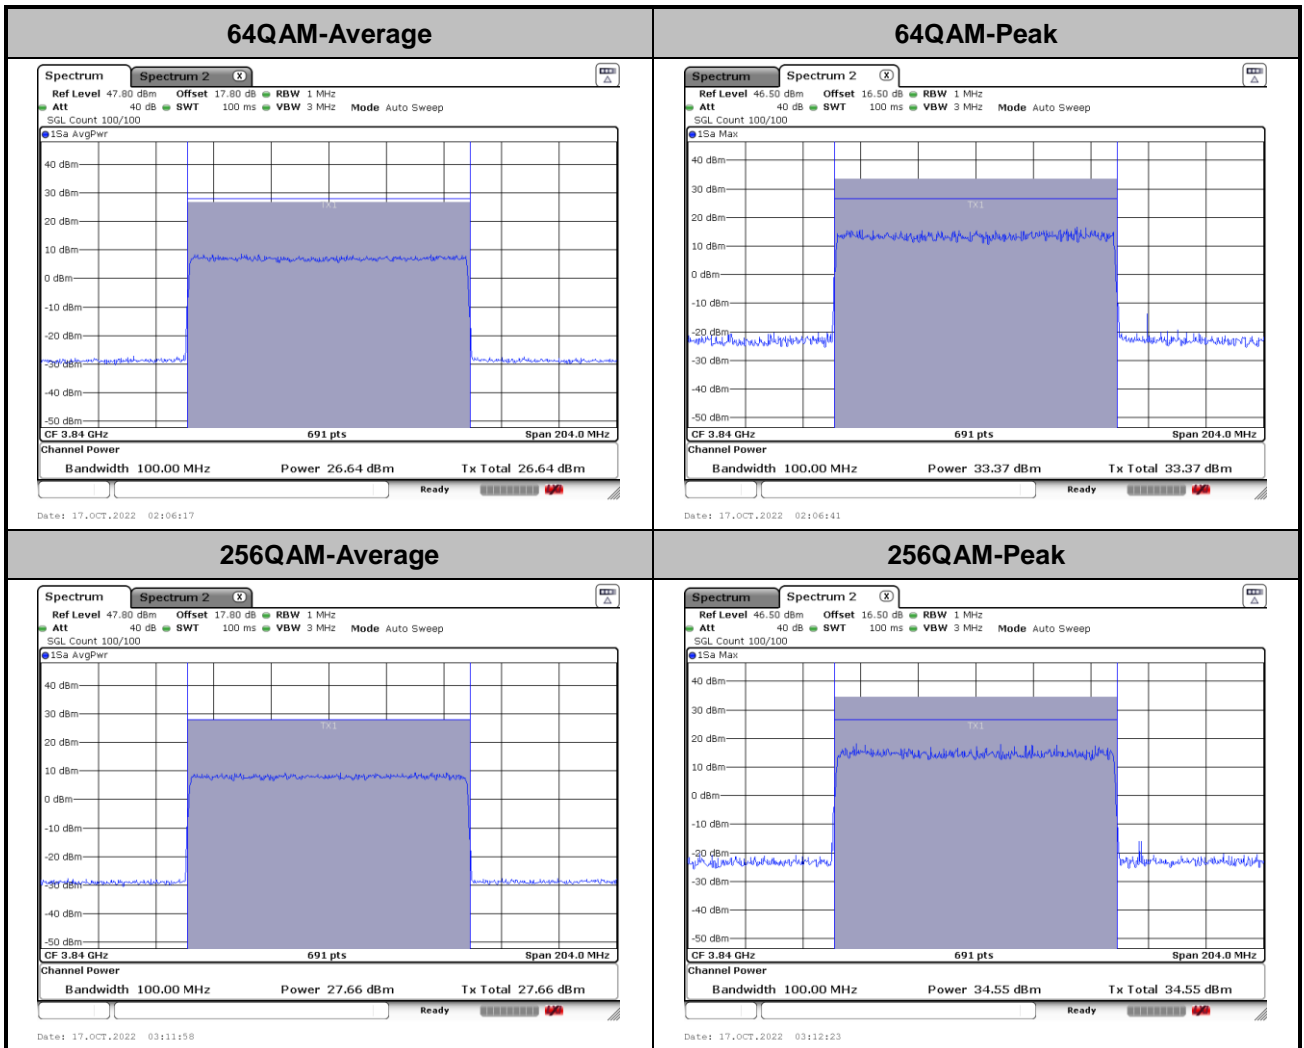 64QAM-Average
Spectrum Spectrum 2 X
Ref Level 47.80 dBm Offset 17.80 dB RBW 1 MHz
Att 40 dB SWT 100 ms VBW 3 MHz Mode Auto Sweep
SGL Count 100/100
1Sa AvgPwr
40 dBm
30 dBm
TX1
20 dBm
10 dBm
0 dBm
-10 dBm
-20 dBm
-30 dBm
-40 dBm
-50 dBm
CF 3.84 GHz 691 pts Span 204.0 MHz
Channel Power
Bandwidth 100.00 MHz Power 26.64 dBm Tx Total 26.64 dBm
Ready
Date: 17.OCT.2022 02:06:17
64QAM-Peak
Spectrum Spectrum 2 X
Ref Level 46.50 dBm Offset 16.50 dB RBW 1 MHz
Att 40 dB SWT 100 ms VBW 3 MHz Mode Auto Sweep
SGL Count 100/100
1Sa Max
40 dBm
30 dBm
TX1
20 dBm
10 dBm
0 dBm
-10 dBm
-20 dBm
-30 dBm
-40 dBm
-50 dBm
CF 3.84 GHz 691 pts Span 204.0 MHz
Channel Power
Bandwidth 100.00 MHz Power 33.37 dBm Tx Total 33.37 dBm
Ready
Date: 17.OCT.2022 02:06:41
256QAM-Average
Spectrum Spectrum 2 X
Ref Level 47.80 dBm Offset 17.80 dB RBW 1 MHz
Att 40 dB SWT 100 ms VBW 3 MHz Mode Auto Sweep
SGL Count 100/100
1Sa AvgPwr
40 dBm
30 dBm
TX1
20 dBm
10 dBm
0 dBm
-10 dBm
-20 dBm
-30 dBm
-40 dBm
-50 dBm
CF 3.84 GHz 691 pts Span 204.0 MHz
Channel Power
Bandwidth 100.00 MHz Power 27.66 dBm Tx Total 27.66 dBm
Ready
Date: 17.OCT.2022 03:11:58
256QAM-Peak
Spectrum Spectrum 2 X
Ref Level 46.50 dBm Offset 16.50 dB RBW 1 MHz
Att 40 dB SWT 100 ms VBW 3 MHz Mode Auto Sweep
SGL Count 100/100
1Sa Max
40 dBm
30 dBm
TX1
20 dBm
10 dBm
0 dBm
-10 dBm
-20 dBm
-30 dBm
-40 dBm
-50 dBm
CF 3.84 GHz 691 pts Span 204.0 MHz
Channel Power
Bandwidth 100.00 MHz Power 34.55 dBm Tx Total 34.55 dBm
Ready
Date: 17.OCT.2022 03:12:23